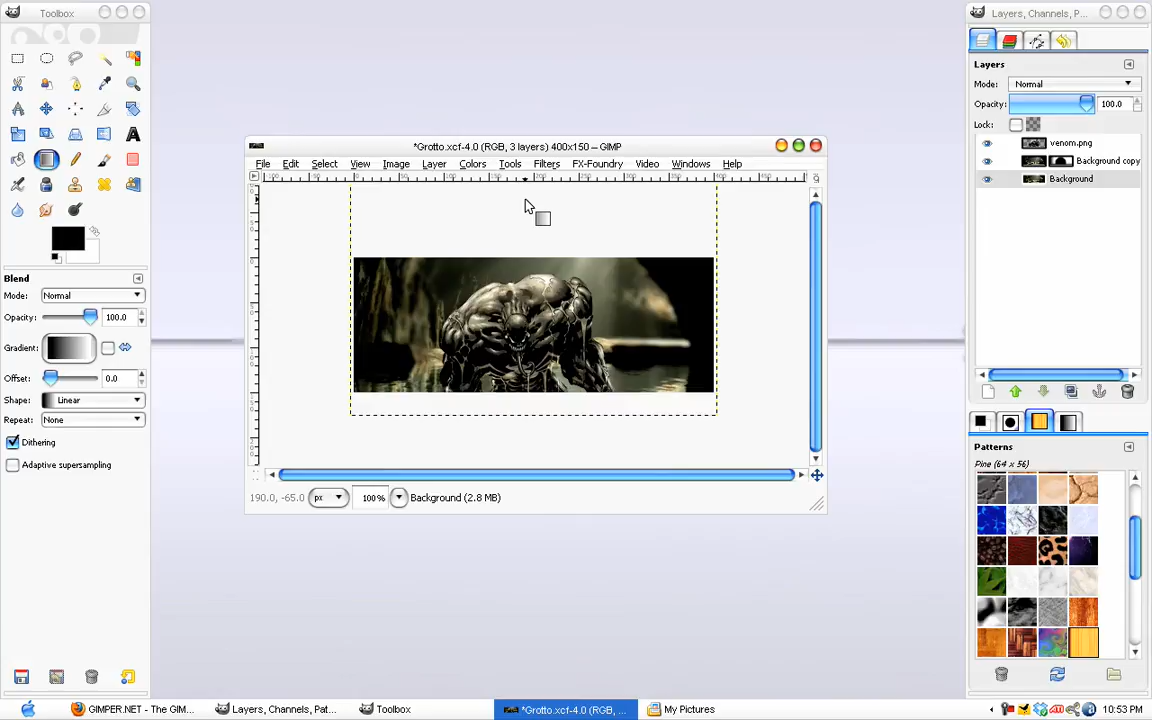 Toolbox
Layers, Channels, P...
Layers
Mode: Normal
Opacity: 100.0
Lock:
venom.png
Background copy
Background
*Grotto.xcf-4.0 (RGB, 3 layers) 400x150 – GIMP
File Edit Select View Image Layer Colors Tools Filters FX-Foundry Video Windows Help
Blend
Mode: Normal
Opacity: 100.0
Gradient:
Offset: 0.0
Shape: Linear
Repeat: None
Dithering
Adaptive supersampling
Patterns
Pine (64 x 56)
190.0, -65.0 px 100% Background (2.8 MB)
GIMPER.NET - The GIM... Layers, Channels, Pat... Toolbox *Grotto.xcf-4.0 (RGB, ... My Pictures 10:53 PM